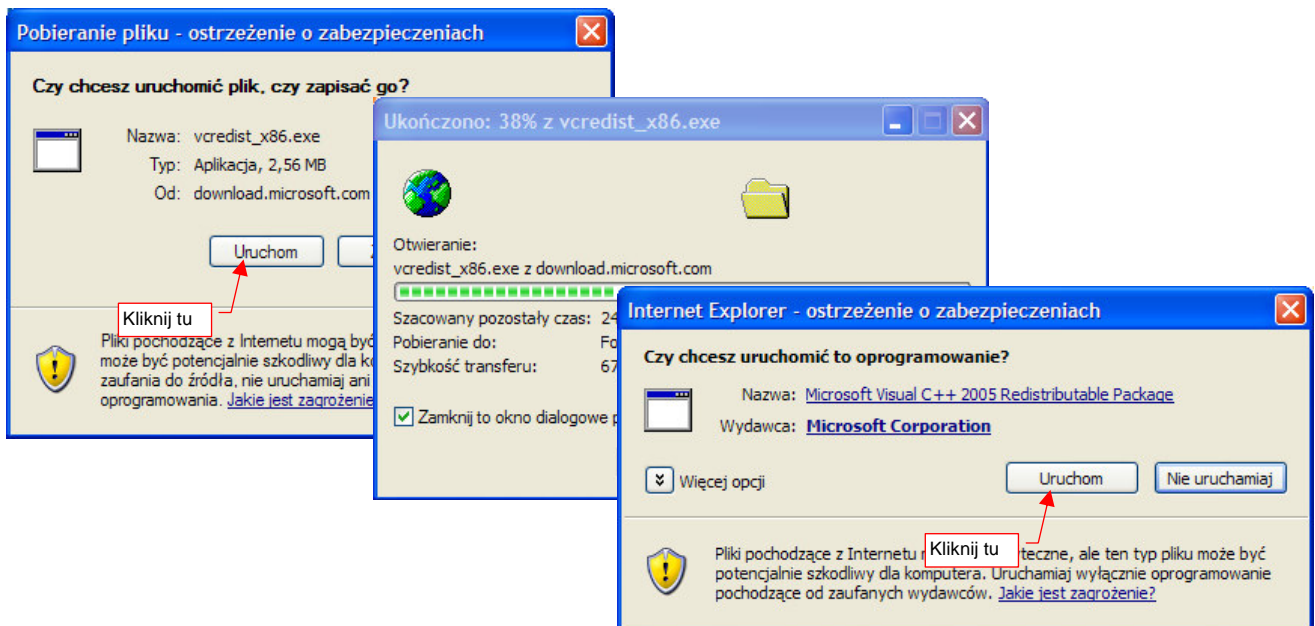 Pobieranie pliku - ostrzeżenie o zabezpieczeniach
Czy chcesz uruchomić plik, czy zapisać go?
Nazwa: vcredist_x86.exe
Typ: Aplikacja, 2,56 MB
Od: download.microsoft.com
Uruchom
Kliknij tu
Pliki pochodzące z Internetu mogą być
może być potencjalnie szkodliwy dla
zaufania do źródła, nie uruchamiaj ani
oprogramowania. Jakie jest zagrożenie
Ukończono: 38% z vcredist_x86.exe
Otwieranie:
vcredist_x86.exe z download.microsoft.com
Szacowany pozostały czas: 24
Pobieranie do:
Szybkość transferu: 67
Zamknij to okno dialogowe
Internet Explorer - ostrzeżenie o zabezpieczeniach
Czy chcesz uruchomić to oprogramowanie?
Nazwa: Microsoft Visual C++ 2005 Redistributable Package
Wydawca: Microsoft Corporation
Więcej opcji
Uruchom
Nie uruchamiaj
Kliknij tu
Pliki pochodzące z Internetu ale ten typ pliku może być
potencjalnie szkodliwy dla komputera. Uruchamiaj wyłącznie oprogramowanie
pochodzące od zaufanych wydawców. Jakie jest zagrożenie?